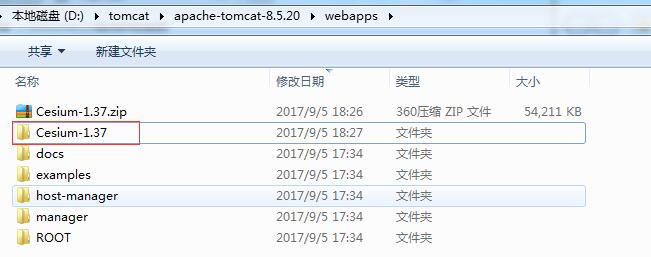 本地磁盘 (D:) ▸ tomcat ▸ apache-tomcat-8.5.20 ▸ webapps ▸
共享 新建文件夹
名称 修改日期 类型 大小
Cesium-1.37.zip 2017/9/5 18:26 360压缩 ZIP 文件 54,211 KB
Cesium-1.37 2017/9/5 18:27 文件夹
docs 2017/9/5 17:34 文件夹
examples 2017/9/5 17:34 文件夹
host-manager 2017/9/5 17:34 文件夹
manager 2017/9/5 17:34 文件夹
ROOT 2017/9/5 17:34 文件夹